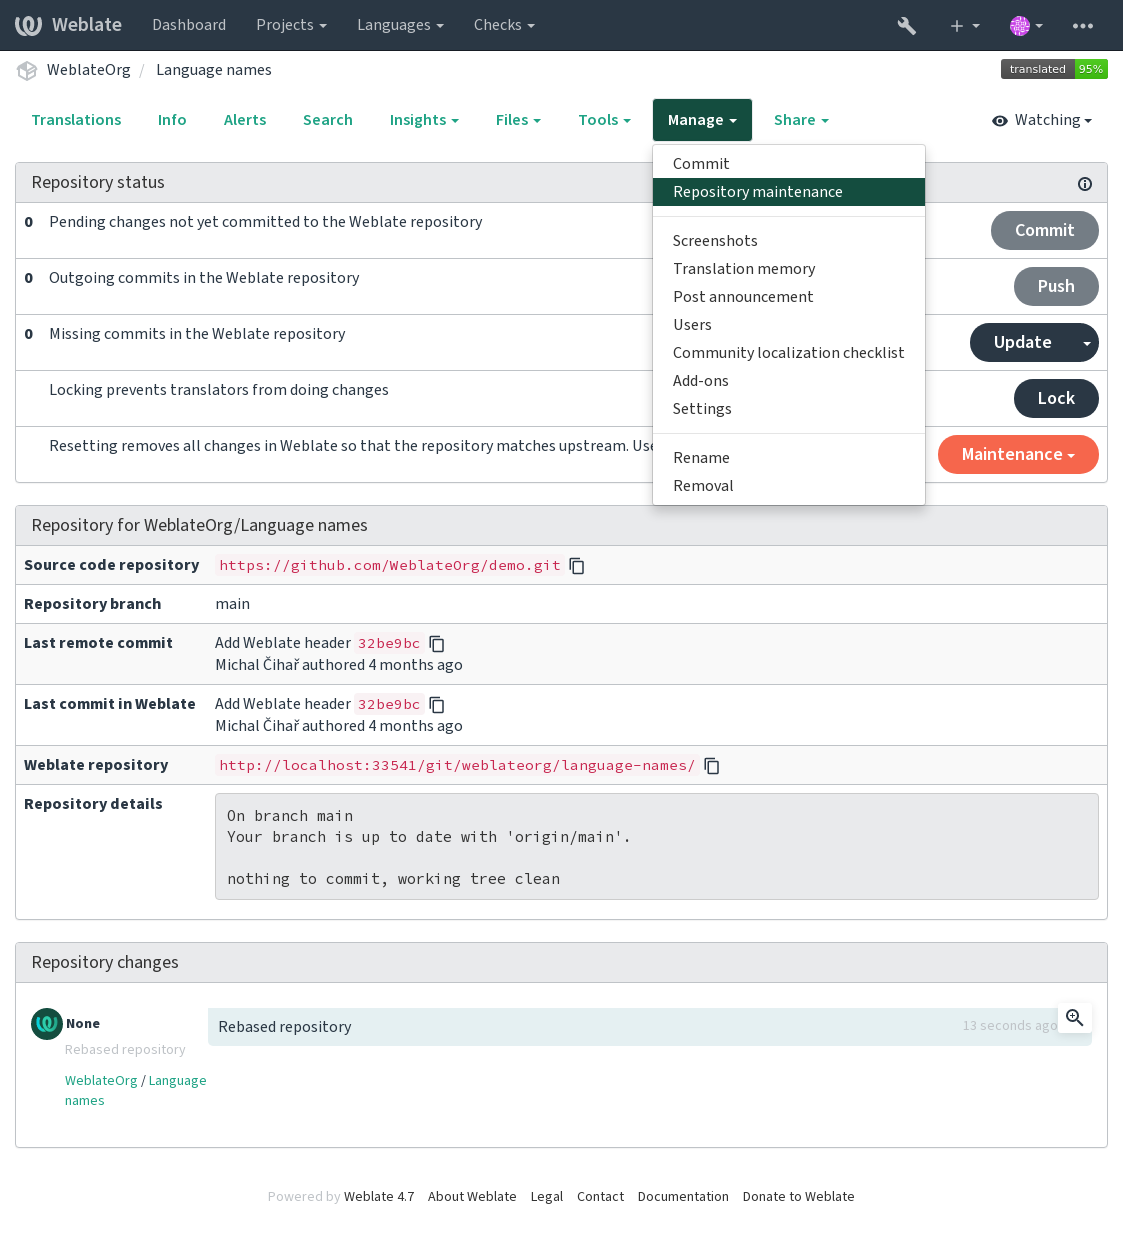 Weblate Dashboard Projects Languages Checks
WeblateOrg / Language names
translated 95%
Translations Info Alerts Search Insights Files Tools Manage Share Watching
Commit
Repository maintenance
Screenshots
Translation memory
Post announcement
Users
Community localization checklist
Add-ons
Settings
Rename
Removal
Repository status
0 Pending changes not yet committed to the Weblate repository Commit
0 Outgoing commits in the Weblate repository Push
0 Missing commits in the Weblate repository Update
Locking prevents translators from doing changes Lock
Resetting removes all changes in Weblate so that the repository matches upstream. Use Maintenance
Repository for WeblateOrg/Language names
Source code repository https://github.com/WeblateOrg/demo.git
Repository branch main
Last remote commit Add Weblate header 32be9bc
Michal Čihař authored 4 months ago
Last commit in Weblate Add Weblate header 32be9bc
Michal Čihař authored 4 months ago
Weblate repository http://localhost:33541/git/weblateorg/language-names/
Repository details On branch main
Your branch is up to date with 'origin/main'.
nothing to commit, working tree clean
Repository changes
None
Rebased repository
WeblateOrg / Language
names
Rebased repository 13 seconds ago
Powered by Weblate 4.7 About Weblate Legal Contact Documentation Donate to Weblate